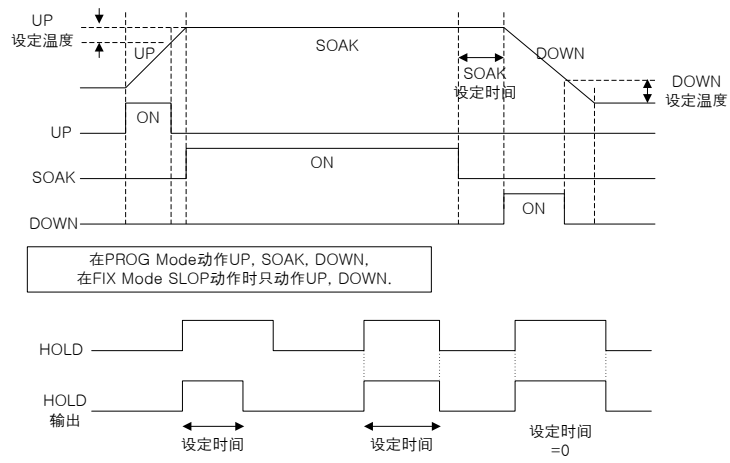 UP
设定温度
UP
SOAK
DOWN
SOAK
设定时间
DOWN
设定温度
ON
UP
ON
SOAK
ON
DOWN
在PROG Mode动作UP, SOAK, DOWN,
在FIX Mode SLOP动作时只动作UP, DOWN.
HOLD
HOLD
输出
设定时间
设定时间
设定时间
=0